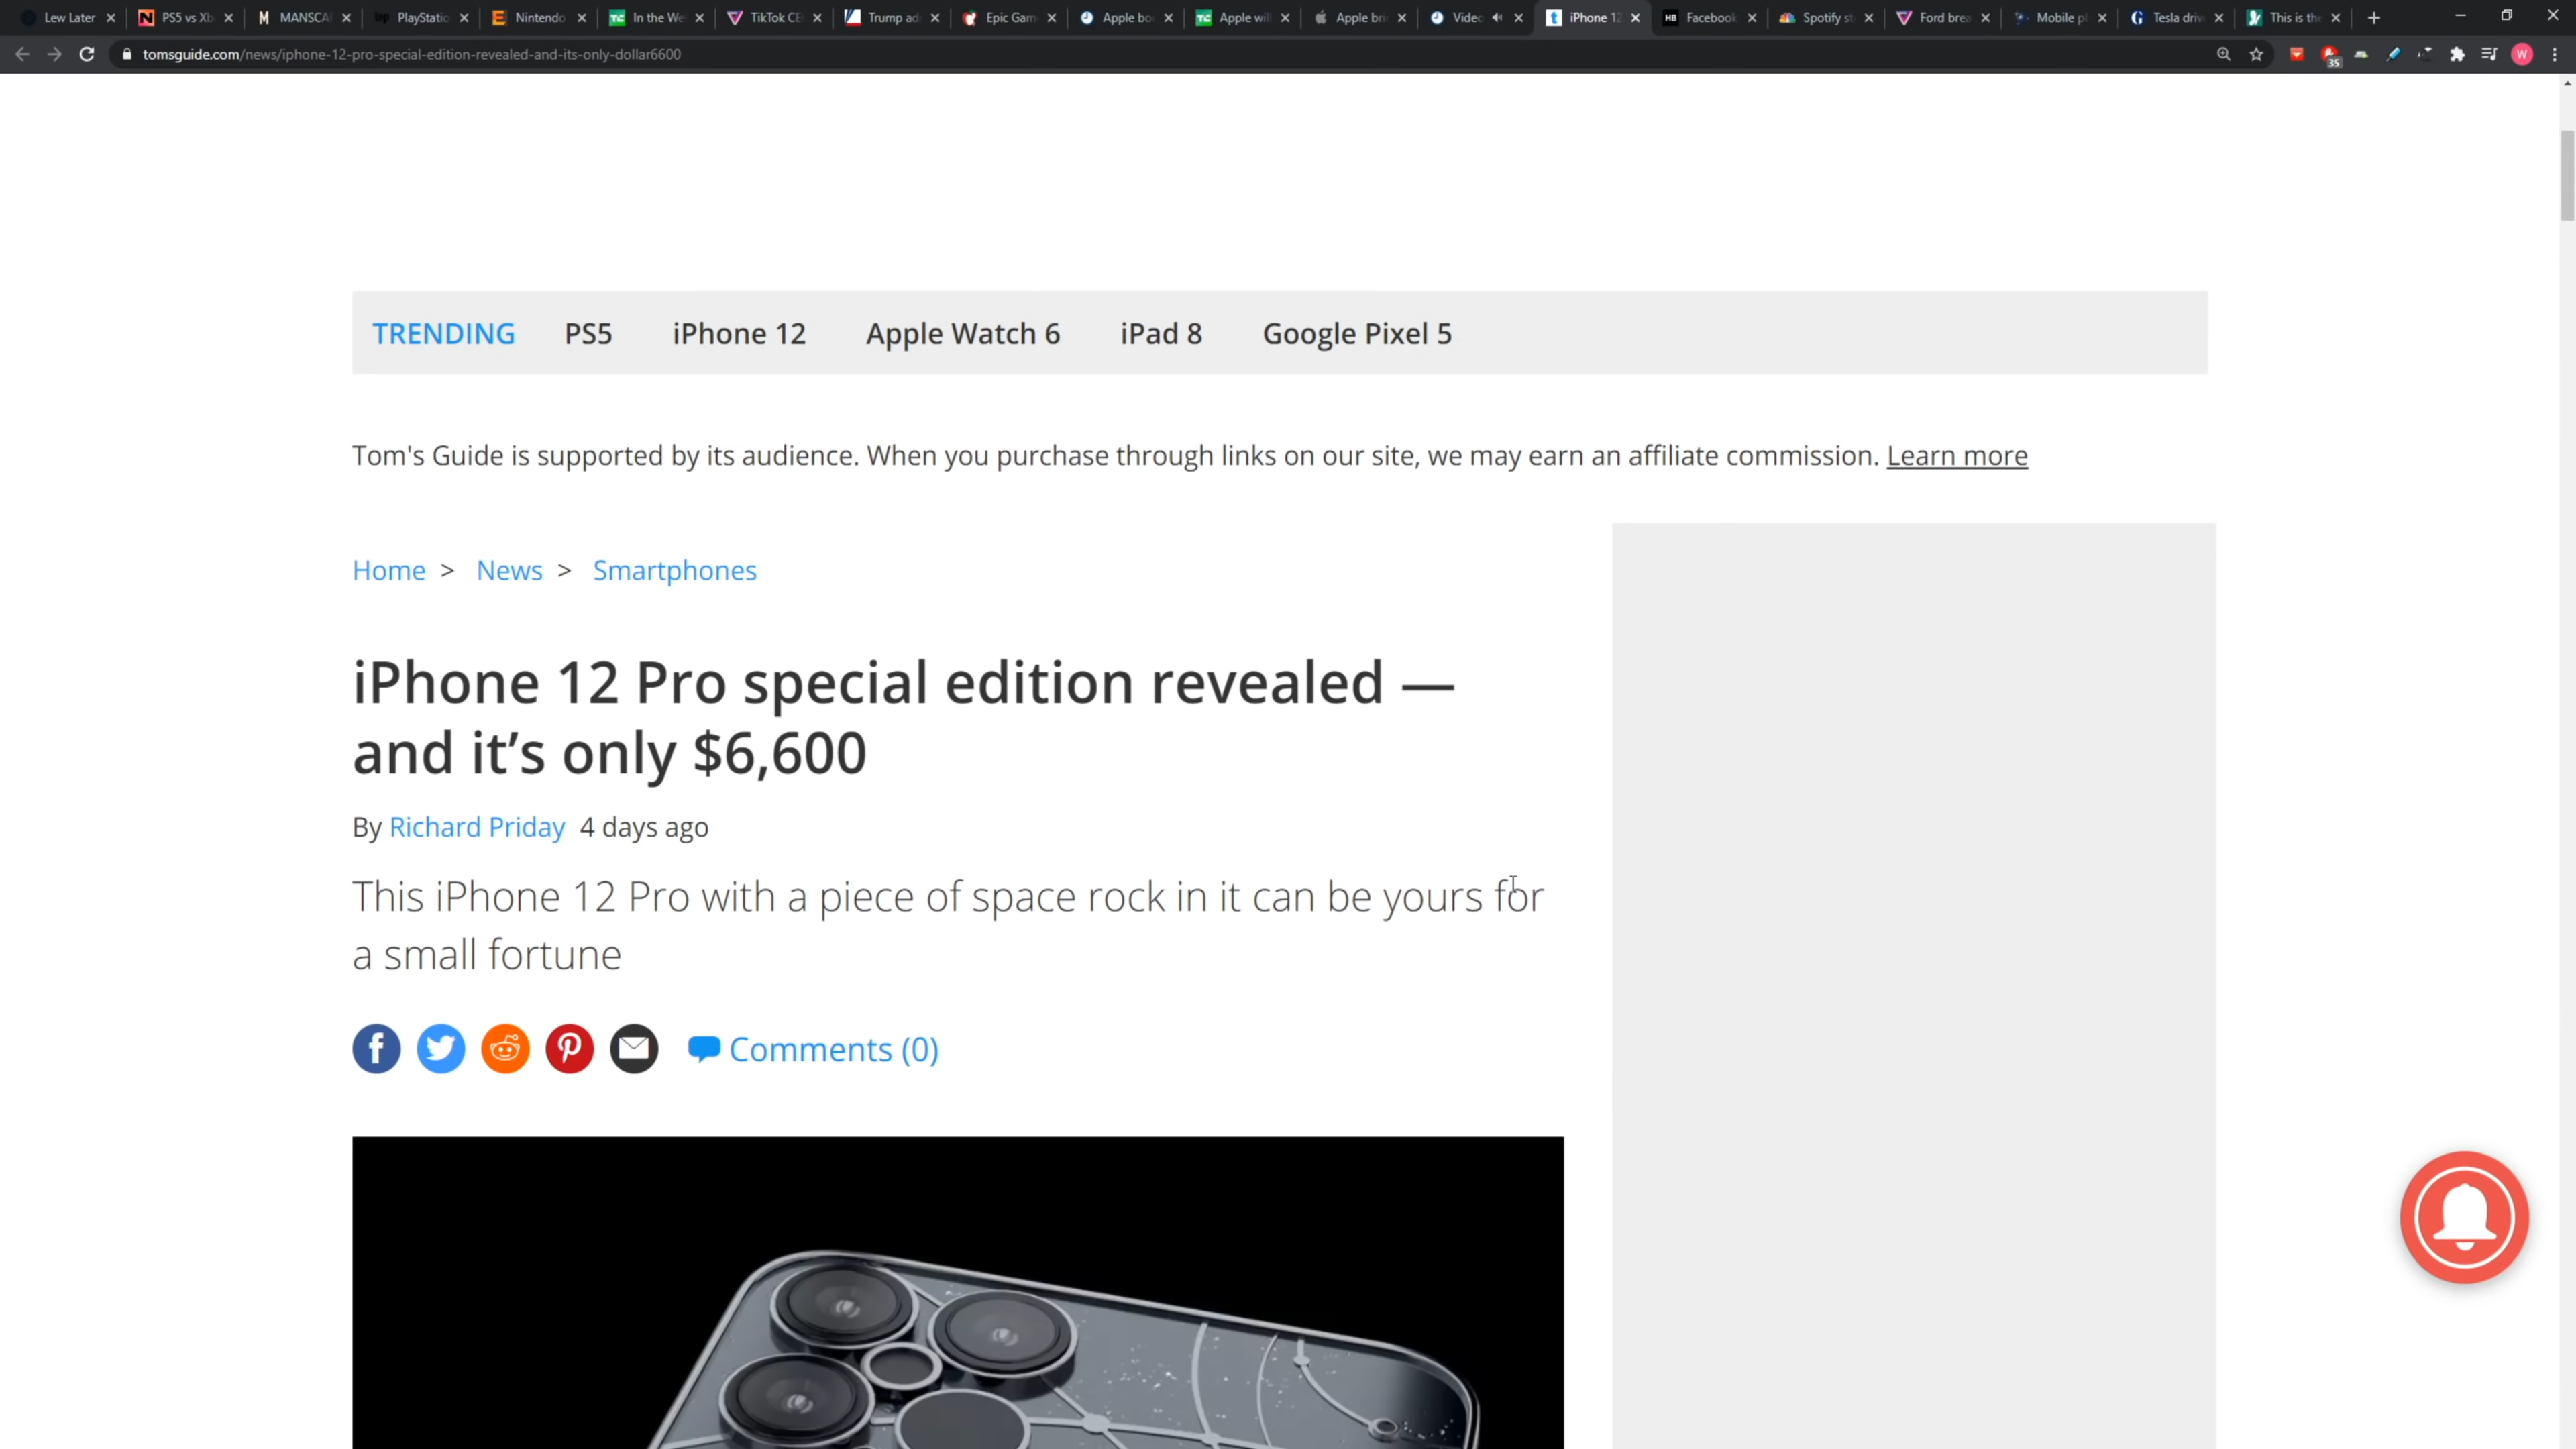 Lew Later
PS5 vs Xb
MANSCAI
PlayStatio
Nintendo
In the We
TikTok CE
Trump ad
Epic Gam
Apple bo
Apple will
Apple bri
Video
iPhone 12
Facebook
Spotify st
Ford brea
Mobile pl
Tesla driv
This is the
tomsguide.com/news/iphone-12-pro-special-edition-revealed-and-its-only-dollar6600
35
W
TRENDING PS5 iPhone 12 Apple Watch 6 iPad 8 Google Pixel 5
Tom's Guide is supported by its audience. When you purchase through links on our site, we may earn an affiliate commission. Learn more
Home > News > Smartphones
iPhone 12 Pro special edition revealed —
and it’s only $6,600
By Richard Priday 4 days ago
This iPhone 12 Pro with a piece of space rock in it can be yours for
a small fortune
Comments (0)